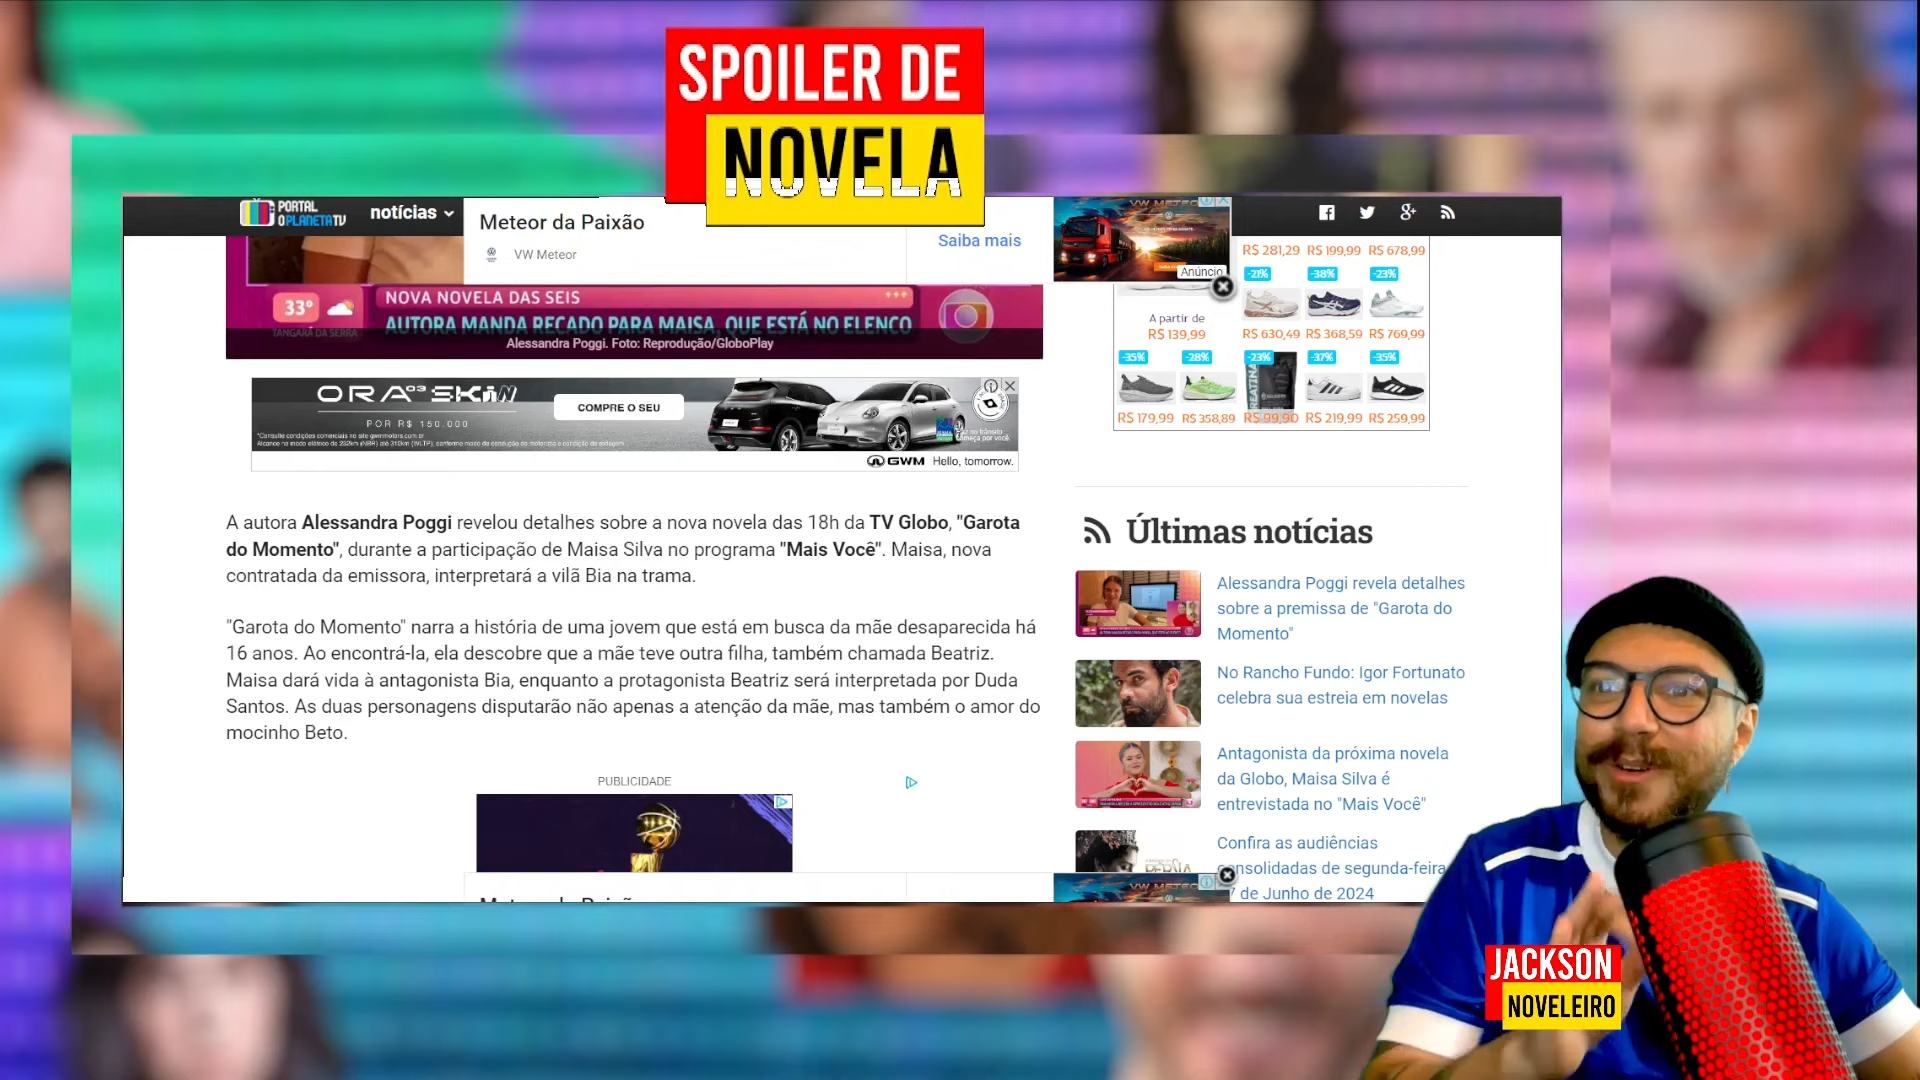 SPOILER DE
NOVELA
PORTAL
O PLANETA TV
notícias
Meteor da Paixão
VW Meteor
Saiba mais
VW METEOR
Anúncio
R$ 281,29 R$ 199,99 R$ 678,99
-21% -38% -23%
A partir de
R$ 139,99
R$ 630,49 R$ 368,59 R$ 769,99
-35% -28% -23% -37% -35%
R$ 179,99 R$ 358,89 R$ 99,90 R$ 219,99 R$ 259,99
33°
TANGARÁ DA SERRA
NOVA NOVELA DAS SEIS
AUTORA MANDA RECADO PARA MAISA, QUE ESTÁ NO ELENCO
Alessandra Poggi. Foto: Reprodução/GloboPlay
ORA 03 SKIN
POR R$ 150.000
COMPRE O SEU
GWM Hello, tomorrow.
A autora Alessandra Poggi revelou detalhes sobre a nova novela das 18h da TV Globo, "Garota
do Momento", durante a participação de Maisa Silva no programa "Mais Você". Maisa, nova
contratada da emissora, interpretará a vilã Bia na trama.
"Garota do Momento" narra a história de uma jovem que está em busca da mãe desaparecida há
16 anos. Ao encontrá-la, ela descobre que a mãe teve outra filha, também chamada Beatriz.
Maisa dará vida à antagonista Bia, enquanto a protagonista Beatriz será interpretada por Duda
Santos. As duas personagens disputarão não apenas a atenção da mãe, mas também o amor do
mocinho Beto.
PUBLICIDADE
Últimas notícias
Alessandra Poggi revela detalhes
sobre a premissa de "Garota do
Momento"
No Rancho Fundo: Igor Fortunato
celebra sua estreia em novelas
Antagonista da próxima novela
da Globo, Maisa Silva é
entrevistada no "Mais Você"
Confira as audiências
consolidadas de segunda-feira
de Junho de 2024
JACKSON
NOVELEIRO